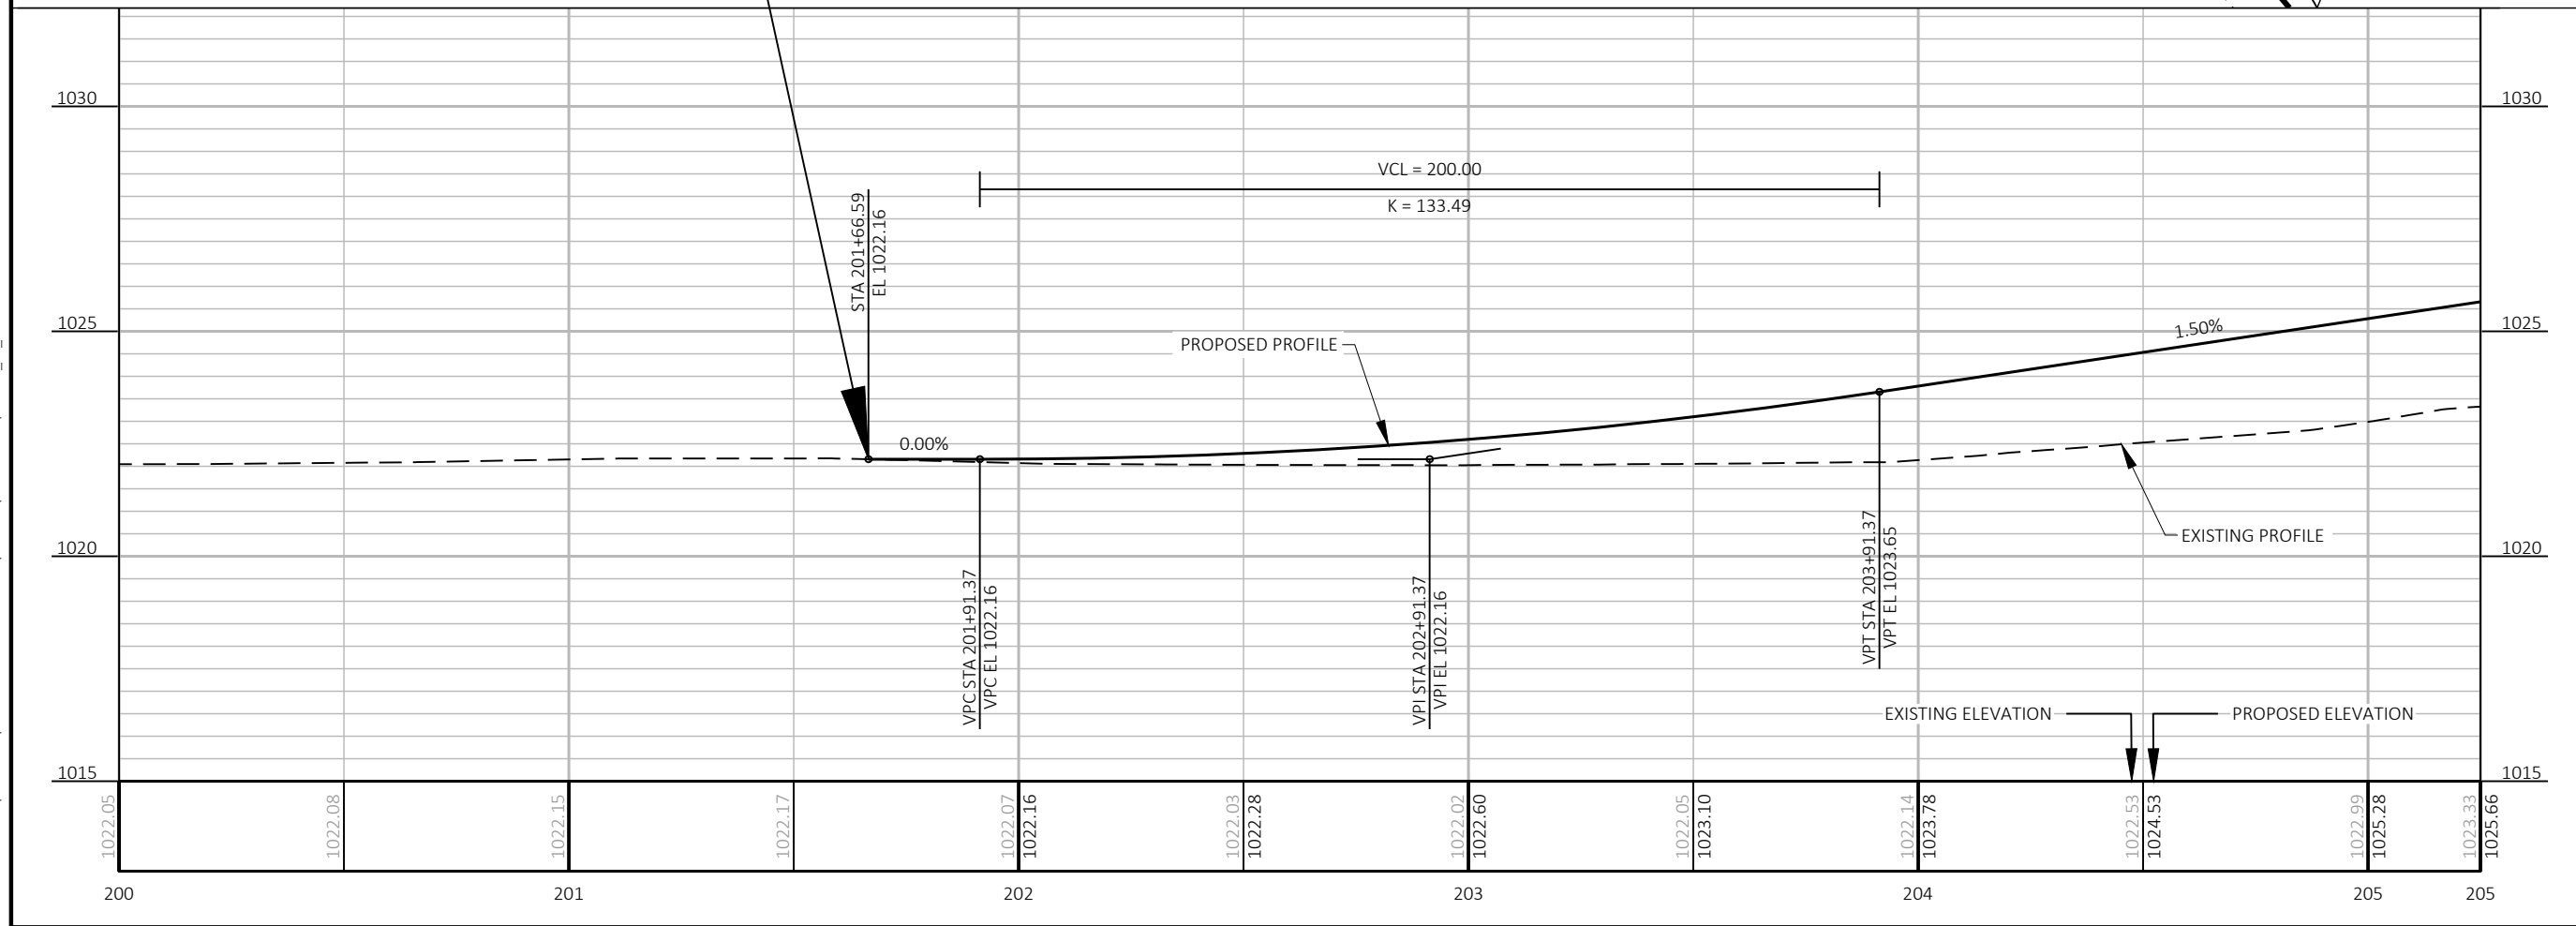 1030
1030
VCL = 200.00
K = 133.49
STA 201+66.59
EL 1022.16
1025
1025
1.50%
PROPOSED PROFILE
0.00%
EXISTING PROFILE
1020
1020
VPC STA 201+91.37
VPC EL 1022.16
VPI STA 202+91.37
VPI EL 1022.16
VPT STA 203+91.37
VPT EL 1023.65
EXISTING ELEVATION
PROPOSED ELEVATION
1015
1015
1022.05
1022.08
1022.15
1022.17
1022.07
1022.16
1022.03
1022.28
1022.02
1022.60
1022.05
1023.10
1022.14
1023.78
1022.53
1024.53
1022.99
1025.28
1023.33
1025.66
200
201
202
203
204
205
205